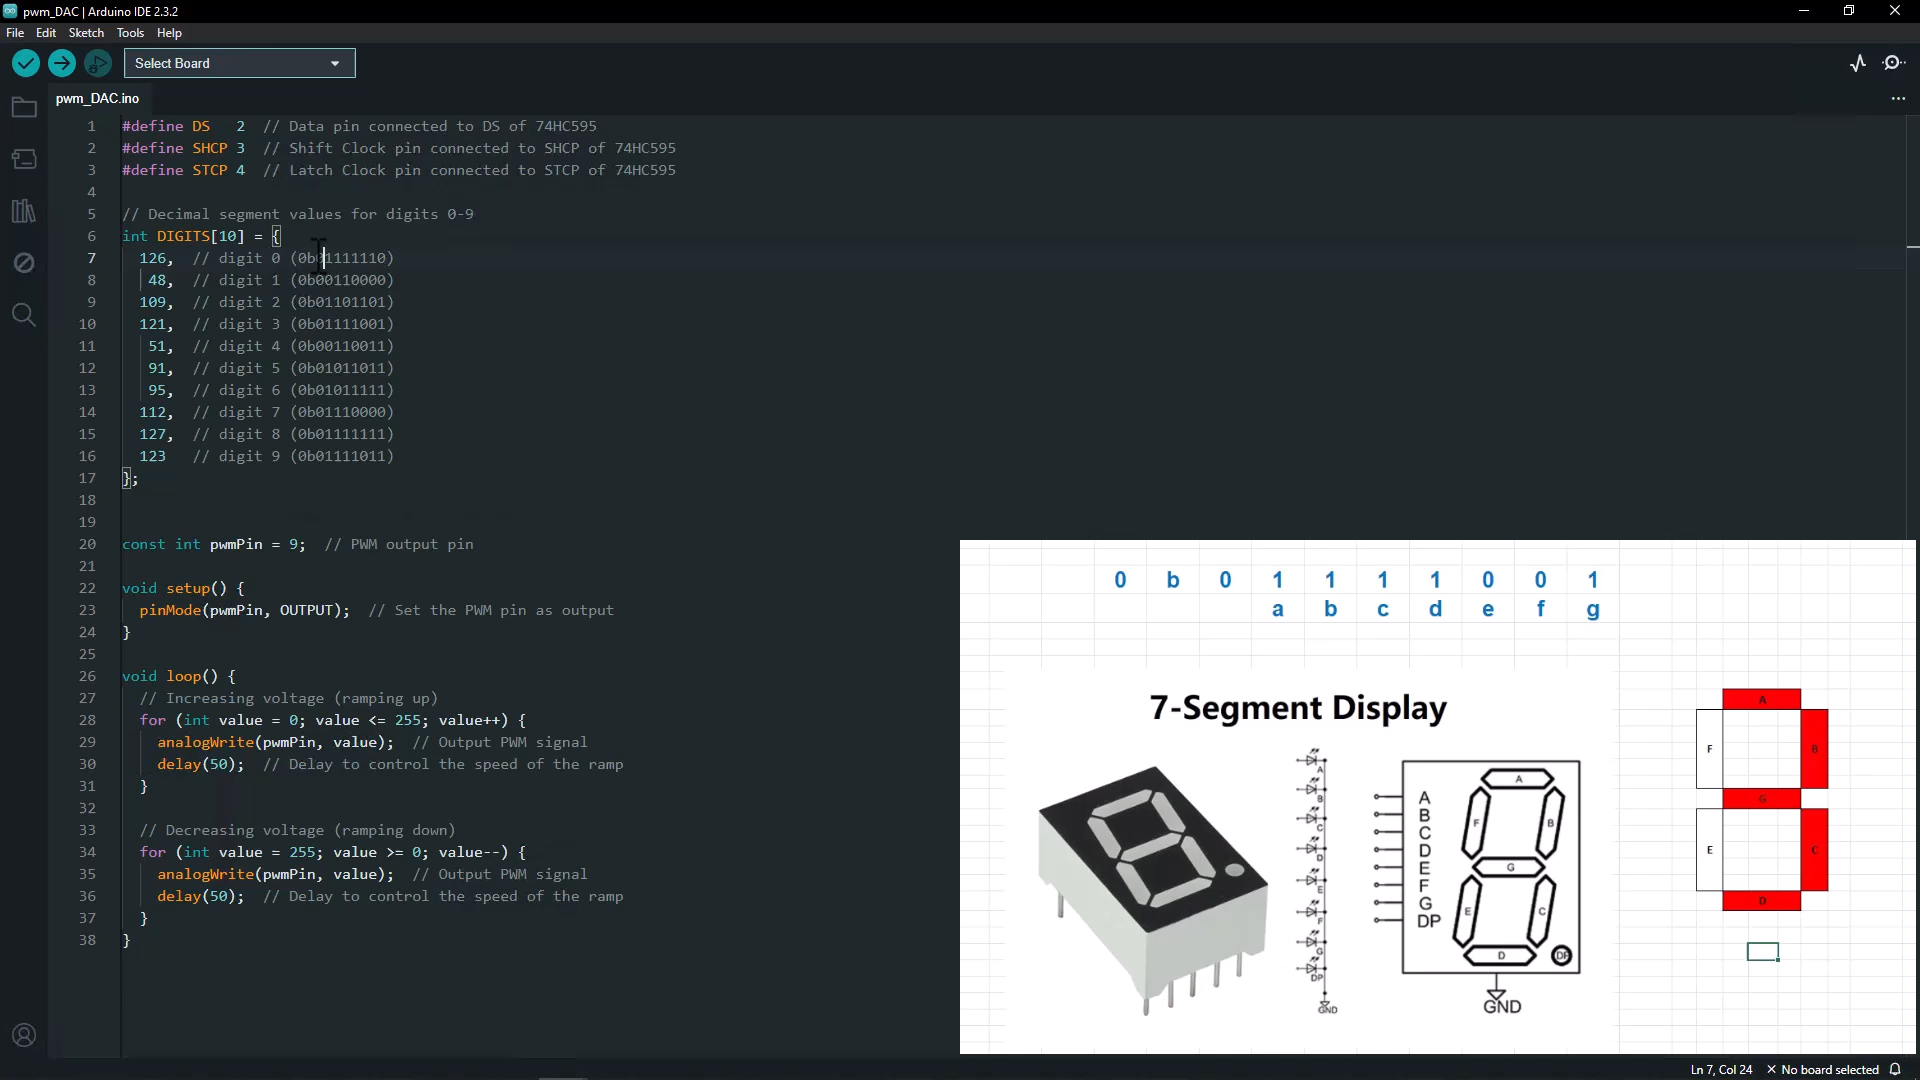 pwm_DAC | Arduino IDE 2.3.2
File Edit Sketch Tools Help
Select Board
pwm_DAC.ino
1 #define DS   2  // Data pin connected to DS of 74HC595
2 #define SHCP 3  // Shift Clock pin connected to SHCP of 74HC595
3 #define STCP 4  // Latch Clock pin connected to STCP of 74HC595
4
5 // Decimal segment values for digits 0-9
6 int DIGITS[10] = {
7   126,  // digit 0 (0b01111110)
8    48,  // digit 1 (0b00110000)
9   109,  // digit 2 (0b01101101)
10   121,  // digit 3 (0b01111001)
11    51,  // digit 4 (0b00110011)
12    91,  // digit 5 (0b01011011)
13    95,  // digit 6 (0b01011111)
14   112,  // digit 7 (0b01110000)
15   127,  // digit 8 (0b01111111)
16   123   // digit 9 (0b01111011)
17 };
18
19
20 const int pwmPin = 9;  // PWM output pin
21
22 void setup() {
23   pinMode(pwmPin, OUTPUT);  // Set the PWM pin as output
24 }
25
26 void loop() {
27   // Increasing voltage (ramping up)
28   for (int value = 0; value <= 255; value++) {
29     analogWrite(pwmPin, value);  // Output PWM signal
30     delay(50);  // Delay to control the speed of the ramp
31   }
32
33   // Decreasing voltage (ramping down)
34   for (int value = 255; value >= 0; value--) {
35     analogWrite(pwmPin, value);  // Output PWM signal
36     delay(50);  // Delay to control the speed of the ramp
37   }
38 }
0 b 0 1 1 1 1 0 0 1
a b c d e f g
7-Segment Display
A
B
C
D
E
F
G
DP
GND
A
B
C
D
E
F
G
DP
A
F B
G
E C
D
DP
GND
A
F B
G
E C
D
Ln 7, Col 24 No board selected